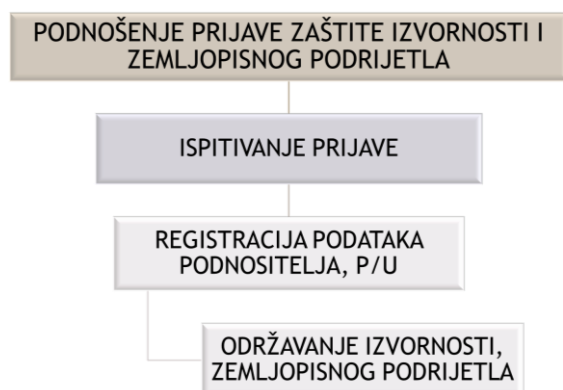 PODNOŠENJE PRIJAVE ZAŠTITE IZVORNOSTI I
ZEMLJOPISNOG PODRIJETLA
ISPITIVANJE PRIJAVE
REGISTRACIJA PODATAKA
PODNOSITELJA, P/U
ODRŽAVANJE IZVORNOSTI,
ZEMLJOPISNOG PODRIJETLA